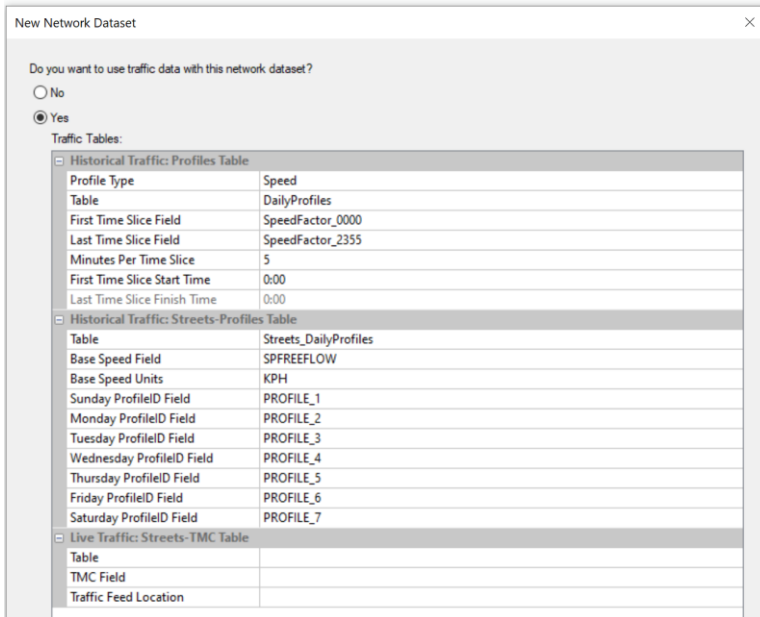 New Network Dataset
Do you want to use traffic data with this network dataset?
No
Yes
Traffic Tables:
Historical Traffic: Profiles Table
Profile Type Speed
Table DailyProfiles
First Time Slice Field SpeedFactor_0000
Last Time Slice Field SpeedFactor_2355
Minutes Per Time Slice 5
First Time Slice Start Time 0:00
Last Time Slice Finish Time 0:00
Historical Traffic: Streets-Profiles Table
Table Streets_DailyProfiles
Base Speed Field SPFREEFLOW
Base Speed Units KPH
Sunday ProfileID Field PROFILE_1
Monday ProfileID Field PROFILE_2
Tuesday ProfileID Field PROFILE_3
Wednesday ProfileID Field PROFILE_4
Thursday ProfileID Field PROFILE_5
Friday ProfileID Field PROFILE_6
Saturday ProfileID Field PROFILE_7
Live Traffic: Streets-TMC Table
Table
TMC Field
Traffic Feed Location